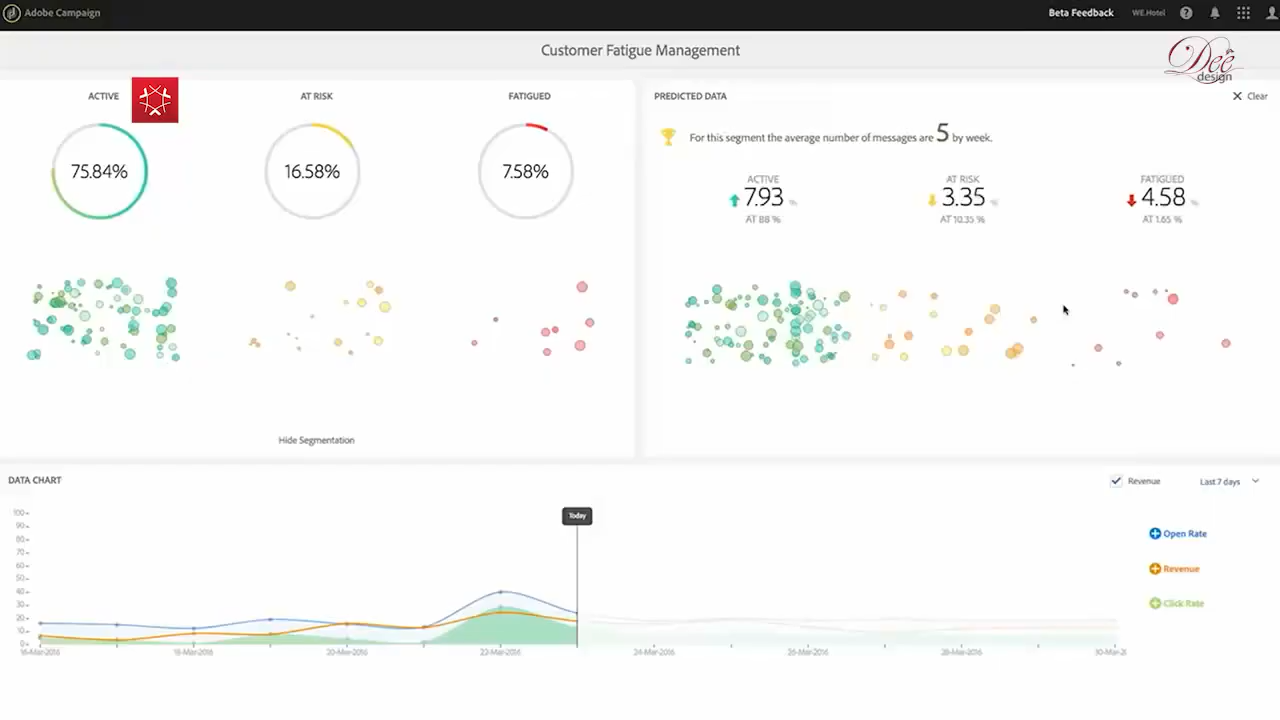 Adobe Campaign
Beta Feedback
WE.Hotel
Customer Fatigue Management
Dee
design
ACTIVE
AT RISK
FATIGUED
75.84%
16.58%
7.58%
Hide Segmentation
PREDICTED DATA
Clear
For this segment the average number of messages are 5 by week.
ACTIVE
AT RISK
FATIGUED
7.93 %
3.35 %
4.58 %
AT 88 %
AT 10.35 %
AT 1.65 %
DATA CHART
Revenue
Last 7 days
100
90
80
70
60
50
40
30
20
10
0
Today
Open Rate
Revenue
Click Rate
16-Mar-2016
18-Mar-2016
20-Mar-2016
22-Mar-2016
24-Mar-2016
26-Mar-2016
28-Mar-2016
30-Mar-2